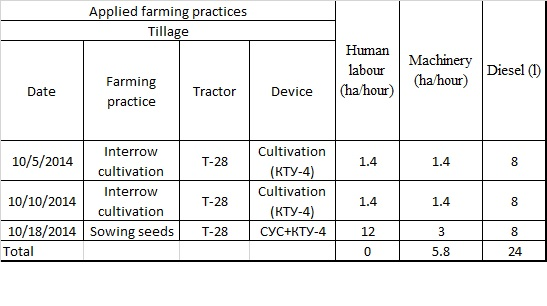 Applied farming practices
Tillage
Date
Farming
practice
Tractor
Device
Human
labour
(ha/hour)
Machinery
(ha/hour)
Diesel (l)
10/5/2014
Interrow
cultivation
T-28
Cultivation
(КТУ-4)
1.4
1.4
8
10/10/2014
Interrow
cultivation
T-28
Cultivation
(КТУ-4)
1.4
1.4
8
10/18/2014
Sowing seeds
T-28
СУС+КТУ-4
12
3
8
Total
0
5.8
24